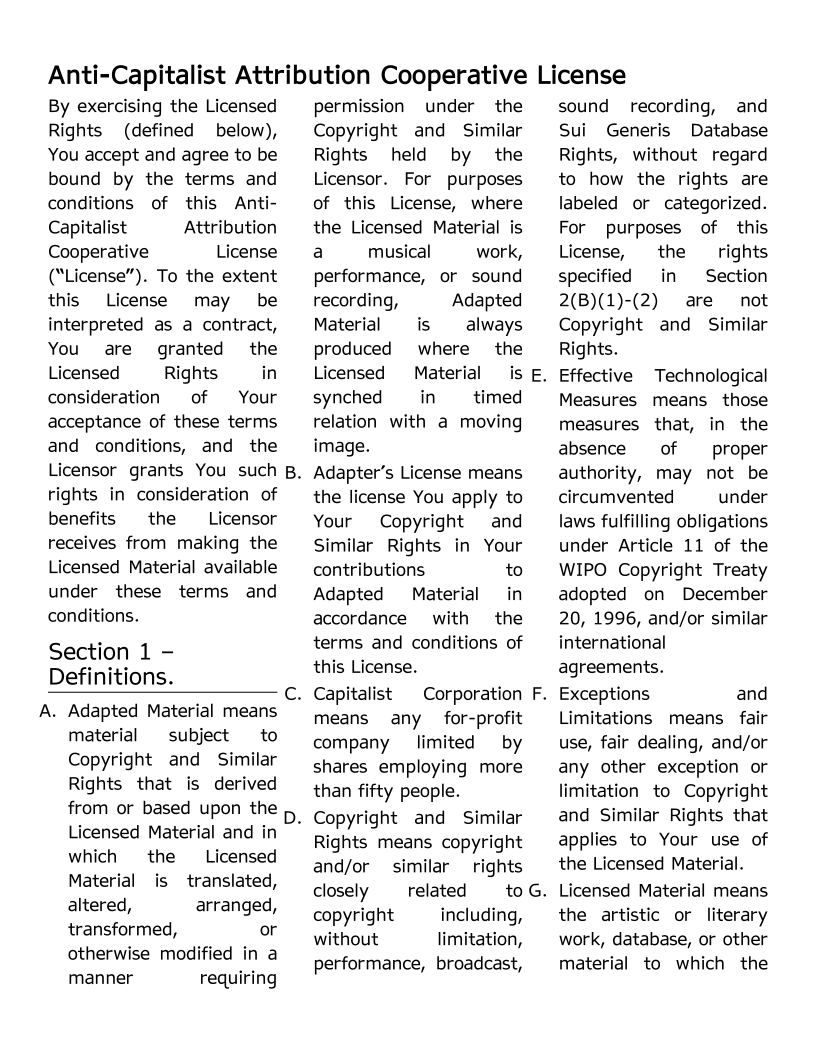 Anti-Capitalist Attribution Cooperative License
By exercising the Licensed
Rights (defined below),
You accept and agree to be
bound by the terms and
conditions of this Anti-
Capitalist Attribution
Cooperative License
(“License”). To the extent
this License may be
interpreted as a contract,
You are granted the
Licensed Rights in
consideration of Your
acceptance of these terms
and conditions, and the
Licensor grants You such
rights in consideration of
benefits the Licensor
receives from making the
Licensed Material available
under these terms and
conditions.
Section 1 –
Definitions.
A. Adapted Material means
material subject to
Copyright and Similar
Rights that is derived
from or based upon the
Licensed Material and in
which the Licensed
Material is translated,
altered, arranged,
transformed, or
otherwise modified in a
manner requiring
permission under the
Copyright and Similar
Rights held by the
Licensor. For purposes
of this License, where
the Licensed Material is
a musical work,
performance, or sound
recording, Adapted
Material is always
produced where the
Licensed Material is
synched in timed
relation with a moving
image.
B. Adapter’s License means
the license You apply to
Your Copyright and
Similar Rights in Your
contributions to
Adapted Material in
accordance with the
terms and conditions of
this License.
C. Capitalist Corporation
means any for-profit
company limited by
shares employing more
than fifty people.
D. Copyright and Similar
Rights means copyright
and/or similar rights
closely related to
copyright including,
without limitation,
performance, broadcast,
sound recording, and
Sui Generis Database
Rights, without regard
to how the rights are
labeled or categorized.
For purposes of this
License, the rights
specified in Section
2(B)(1)-(2) are not
Copyright and Similar
Rights.
E. Effective Technological
Measures means those
measures that, in the
absence of proper
authority, may not be
circumvented under
laws fulfilling obligations
under Article 11 of the
WIPO Copyright Treaty
adopted on December
20, 1996, and/or similar
international
agreements.
F. Exceptions and
Limitations means fair
use, fair dealing, and/or
any other exception or
limitation to Copyright
and Similar Rights that
applies to Your use of
the Licensed Material.
G. Licensed Material means
the artistic or literary
work, database, or other
material to which the